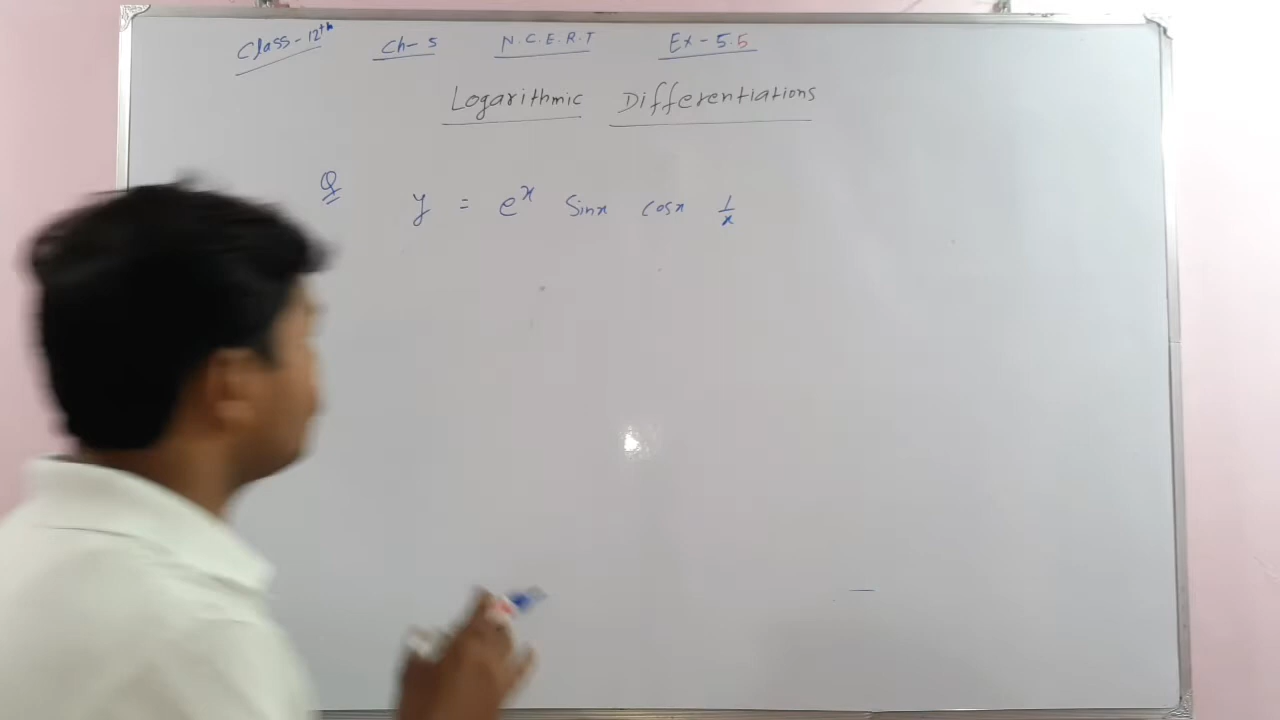 Class-12th Ch-5 N.C.E.R.T Ex-5.5
Logarithmic Differentiations
Q y = e^x Sinx Cosx 1/x